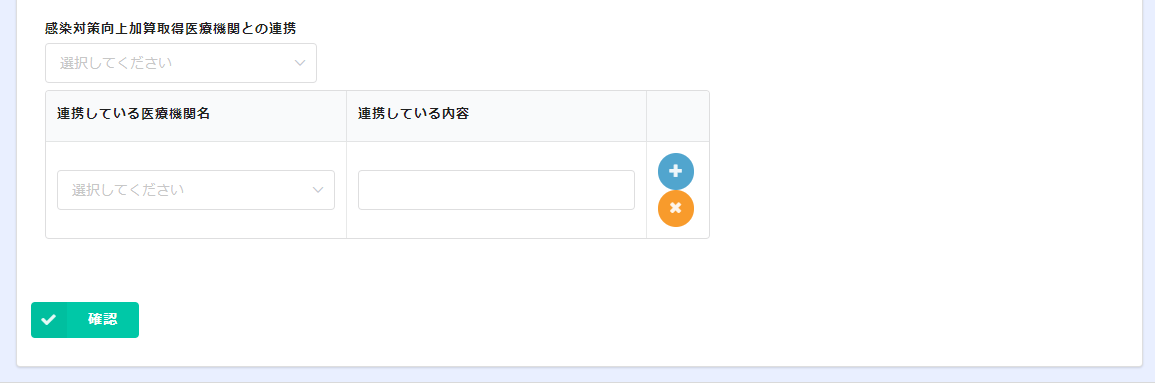 感染対策向上加算取得医療機関との連携
選択してください
連携している医療機関名 連携している内容
選択してください
確認